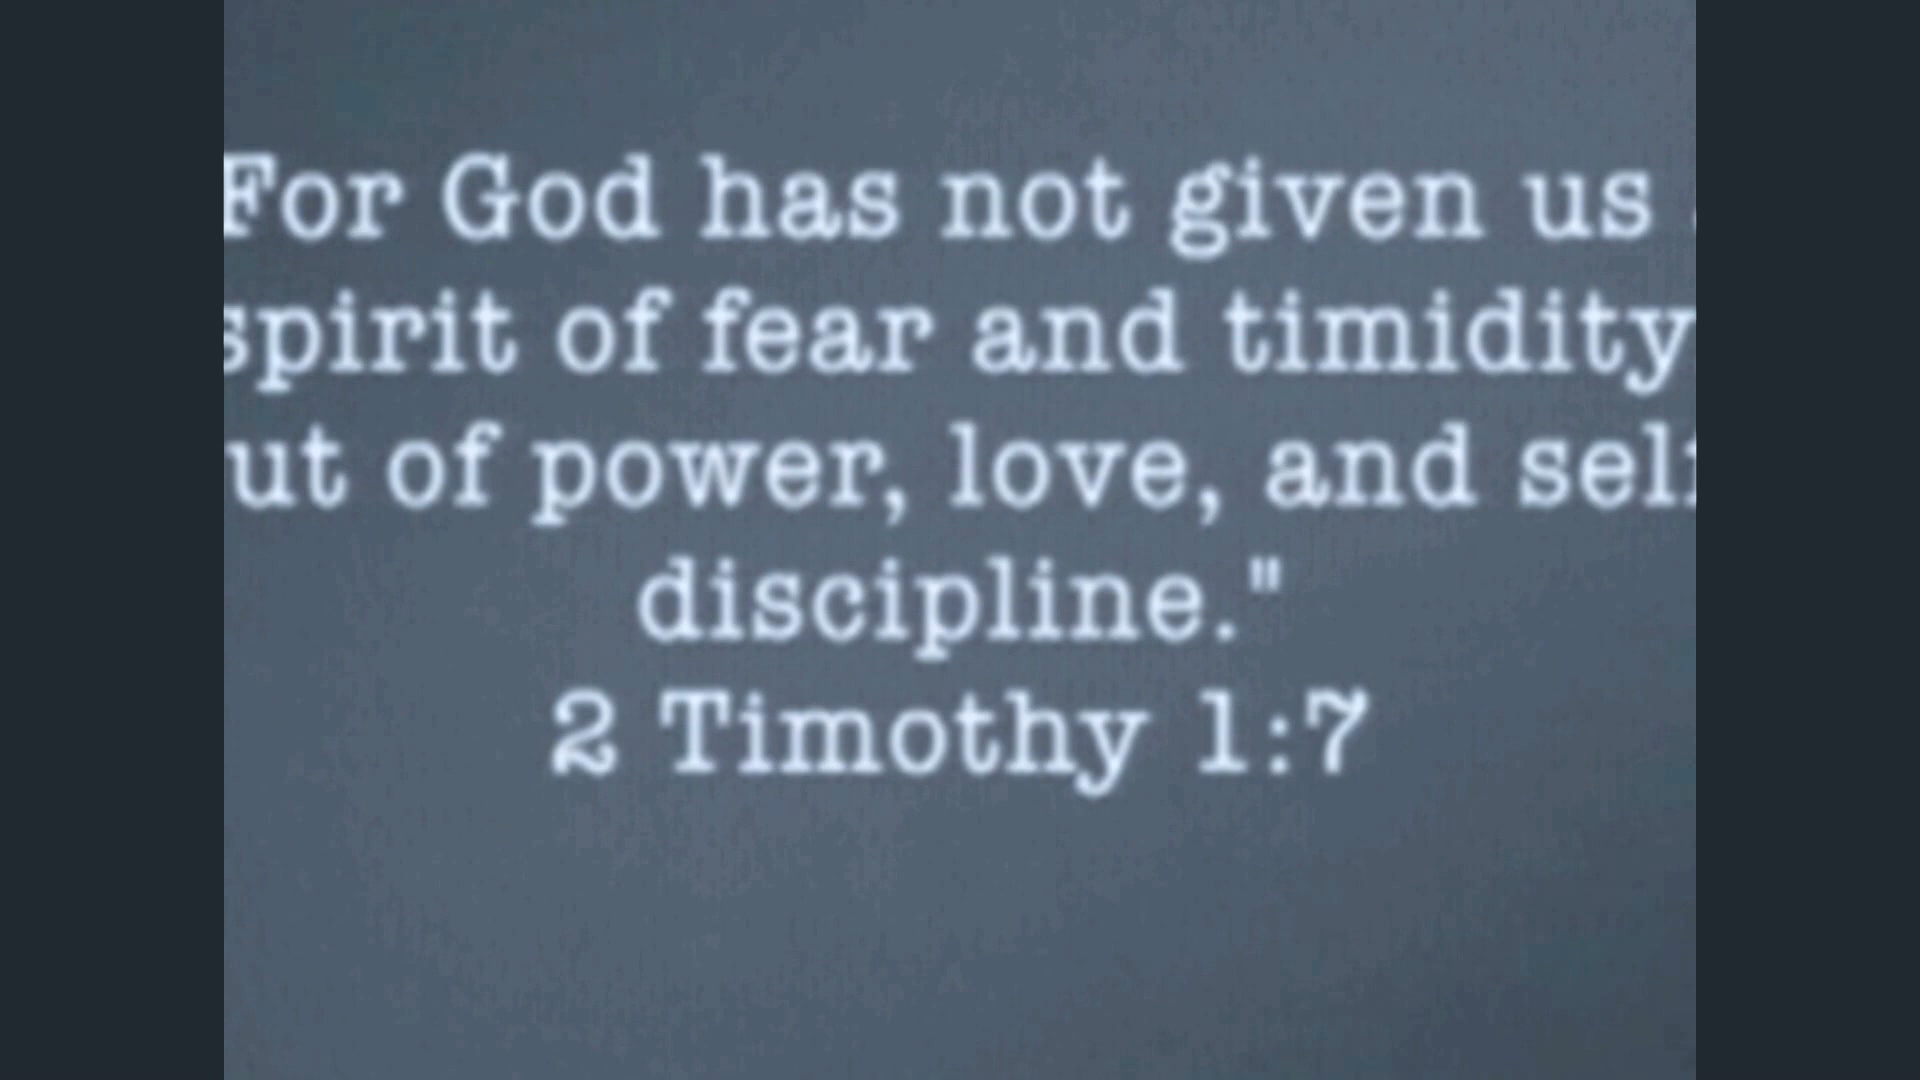 For God has not given us
spirit of fear and timidity
ut of power, love, and sel
discipline."
2 Timothy 1:7